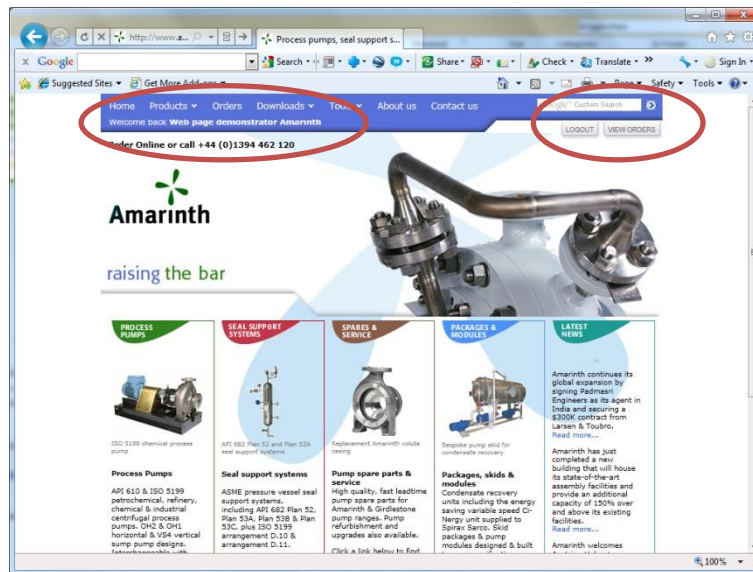 http://www.a...
Process pumps, seal support s...
x Google
Search
Share
Check
Translate
Sign In
Suggested Sites
Get More Add-ons
Page
Safety
Tools
Home Products Orders Downloads Tools About us Contact us
Custom Search
Welcome back Web page demonstrator Amarinth
LOGOUT VIEW ORDERS
Order Online or call +44 (0)1394 462 120
Amarinth
raising the bar
PROCESS
PUMPS
ISO 5199 chemical process
pump
Process Pumps
API 610 & ISO 5199
petrochemical, refinery,
chemical & industrial
centrifugal process
pumps. OH2 & OH1
horizontal & VS4 vertical
sump pump designs.
Interchangeable with
SEAL SUPPORT
SYSTEMS
API 682 Plan 52 and Plan 53A
seal support systems
Seal support systems
ASME pressure vessel seal
support systems,
including API 682 Plan 52,
Plan 53A, Plan 53B & Plan
53C, plus ISO 5199
arrangement D.10 &
arrangement D.11.
SPARES &
SERVICE
Replacement Amarinth volute
casing
Pump spare parts &
service
High quality, fast leadtime
pump spare parts for
Amarinth & Girdlestone
pump ranges. Pump
refurbishment and
upgrades also available.
Click a link below to find
PACKAGES &
MODULES
Bespoke pump skid for
condensate recovery
Packages, skids &
modules
Condensate recovery
units including the energy
saving variable speed Ci-
Nergy unit supplied to
Spirax Sarco. Skid
packages & pump
modules designed & built
LATEST
NEWS
Amarinth continues its
global expansion by
signing Padmasri
Engineers as its agent in
India and securing a
$300K contract from
Larsen & Toubro.
Read more...
Amarinth has just
completed a new
building that will house
its state-of-the-art
assembly facilities and
provide an additional
capacity of 150% over
and above its existing
facilities.
Read more...
Amarinth welcomes
100%